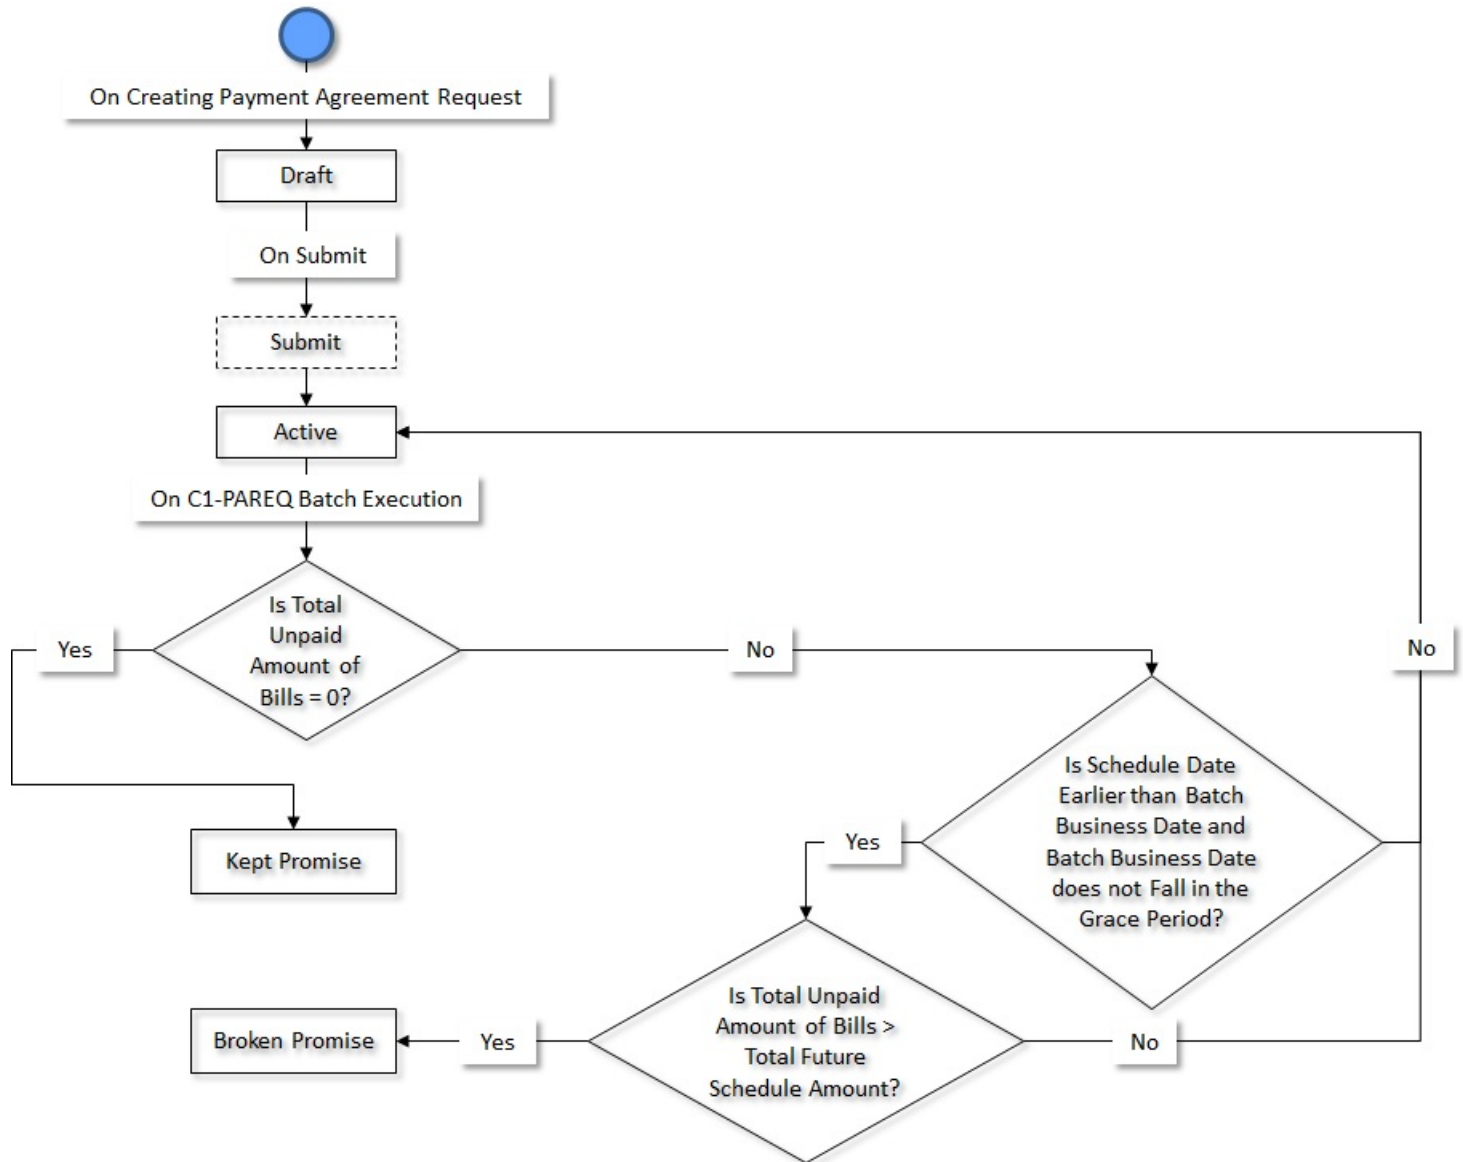 On Creating Payment Agreement Request
Draft
On Submit
Submit
Active
On C1-PAREQ Batch Execution
Is Total
Unpaid
Amount of
Bills = 0?
Yes
No
No
Is Schedule Date
Earlier than Batch
Business Date and
Batch Business Date
does not Fall in the
Grace Period?
Yes
Kept Promise
Is Total Unpaid
Amount of Bills >
Total Future
Schedule Amount?
Yes
No
Broken Promise